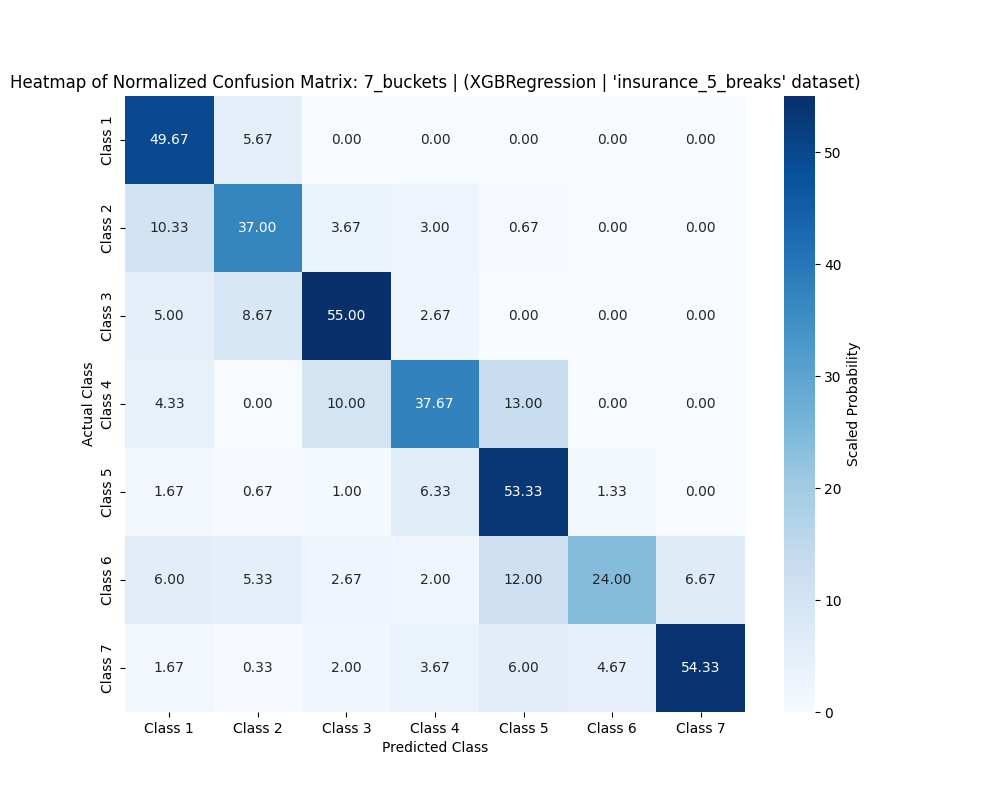 Heatmap of Normalized Confusion Matrix: 7_buckets | (XGBRegression | 'insurance_5_breaks' dataset)
Actual Class
Class 1 49.67 5.67 0.00 0.00 0.00 0.00 0.00
Class 2 10.33 37.00 3.67 3.00 0.67 0.00 0.00
Class 3 5.00 8.67 55.00 2.67 0.00 0.00 0.00
Class 4 4.33 0.00 10.00 37.67 13.00 0.00 0.00
Class 5 1.67 0.67 1.00 6.33 53.33 1.33 0.00
Class 6 6.00 5.33 2.67 2.00 12.00 24.00 6.67
Class 7 1.67 0.33 2.00 3.67 6.00 4.67 54.33
Class 1 Class 2 Class 3 Class 4 Class 5 Class 6 Class 7
Predicted Class
50
40
30
20
10
0
Scaled Probability